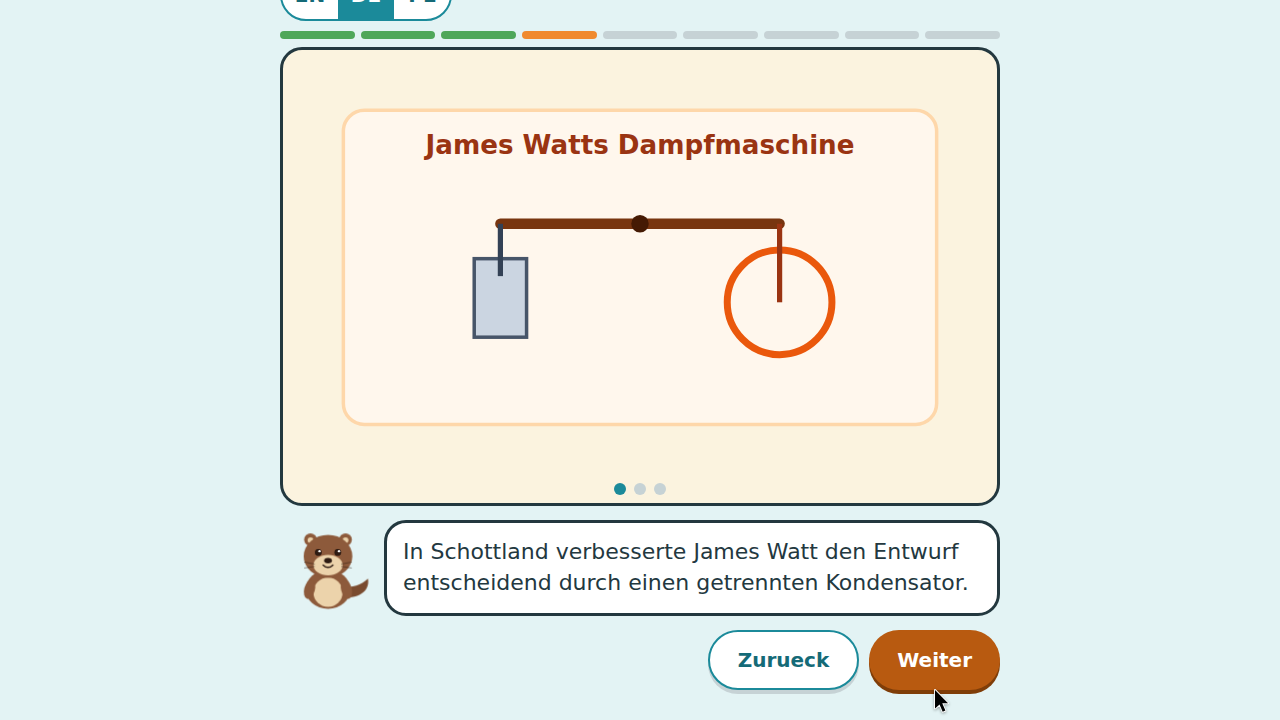 James Watts Dampfmaschine
In Schottland verbesserte James Watt den Entwurf
entscheidend durch einen getrennten Kondensator.
Zurueck
Weiter